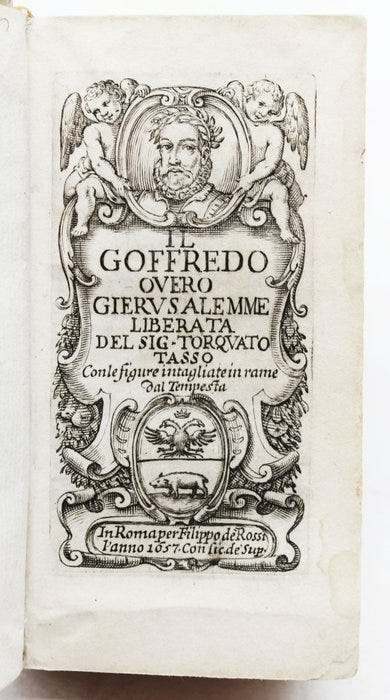 IL
GOFFREDO
OVERO
GIERVSALEMME
LIBERATA
DEL SIG·TORQVATO
TASSO
Con le figure intagliate in rame
Dal Tempesta
In Roma per Filippo de Rossi
l'anno 1657. Con lic. de Sup.